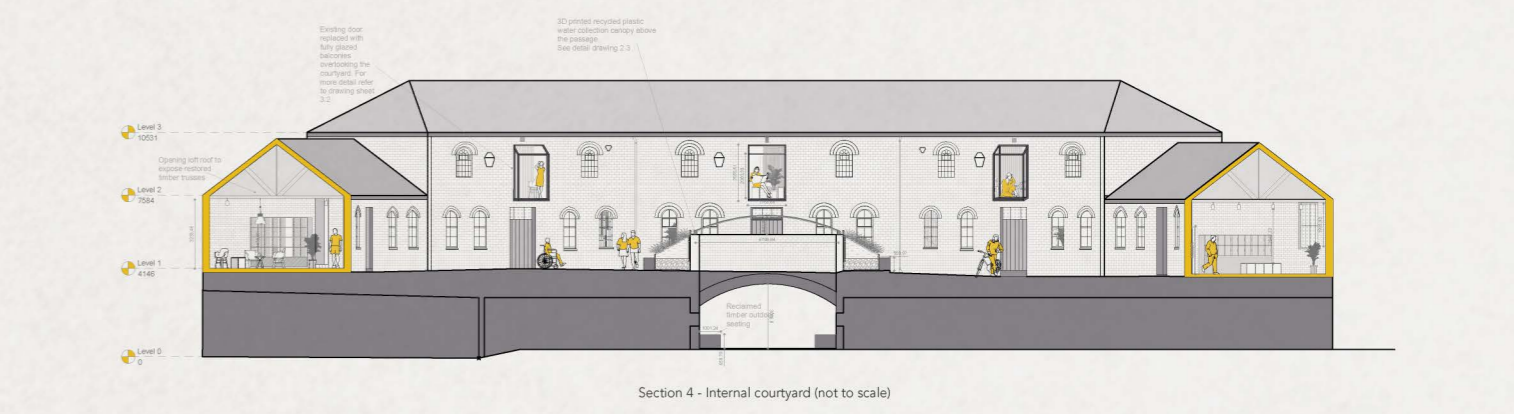 Existing door
replaced with
fully glazed
balconies
overlooking the
courtyard. For
more detail refer
to drawing sheet
3.2
3D printed recycled plastic
water collection canopy above
the passage.
See detail drawing 2.3
Level 3
10531
Opening loft roof to
expose restored
timber trusses
Level 2
7584
Level 1
4146
Reclaimed
timber outdoor
seating
Level 0
0
Section 4 - Internal courtyard (not to scale)